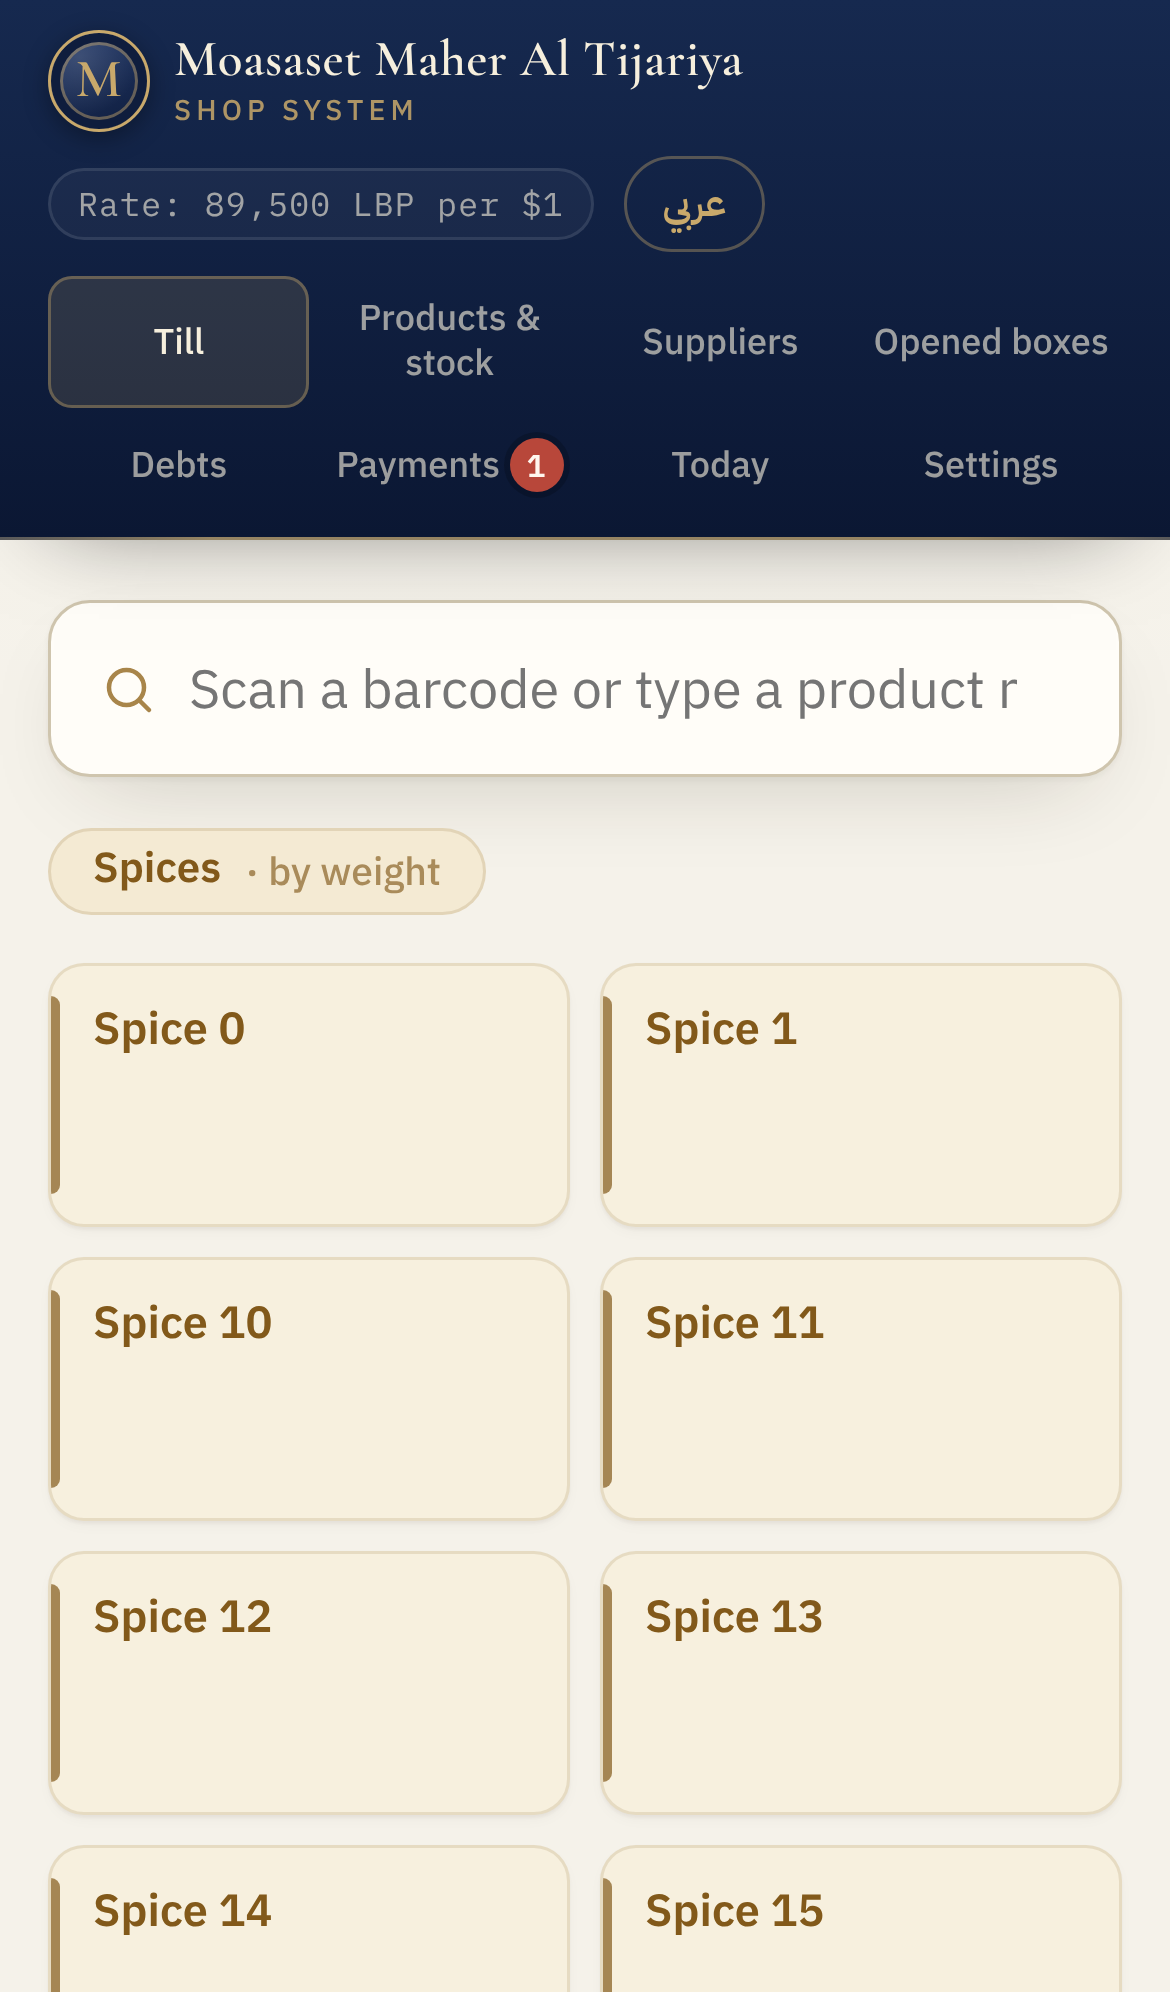 M
Moasaset Maher Al Tijariya
SHOP SYSTEM
Rate: 89,500 LBP per $1
عربي
Till
Products &
stock
Suppliers
Opened boxes
Debts
Payments 1
Today
Settings
Scan a barcode or type a product
Spices · by weight
Spice 0
Spice 1
Spice 10
Spice 11
Spice 12
Spice 13
Spice 14
Spice 15